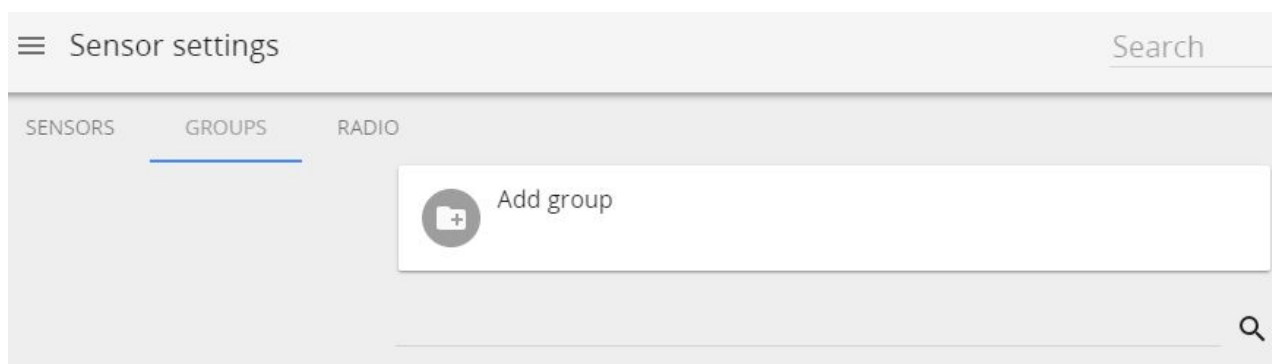 Sensor settings
Search
SENSORS GROUPS RADIO
Add group